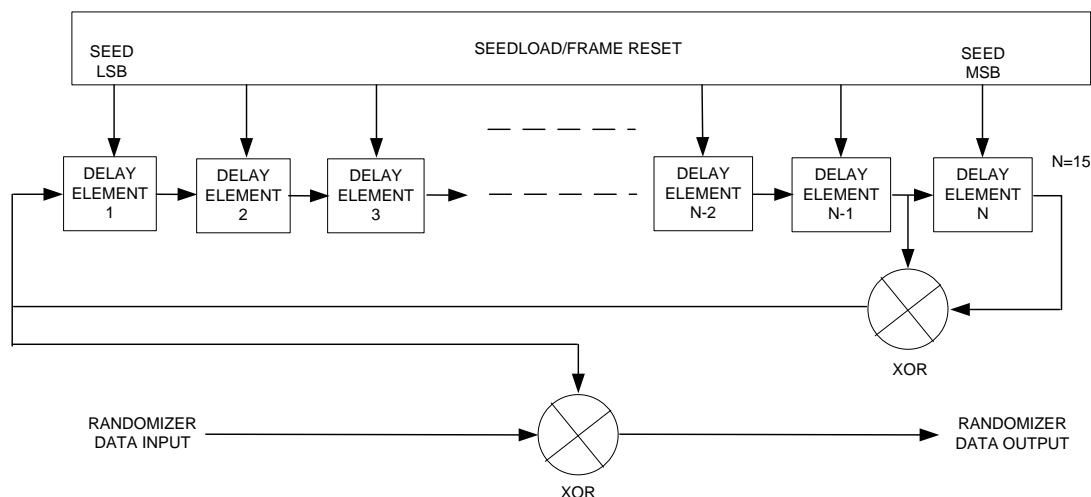 SEEDLOAD/FRAME RESET
SEED
LSB
SEED
MSB
DELAY
ELEMENT
1
DELAY
ELEMENT
2
DELAY
ELEMENT
3
DELAY
ELEMENT
N-2
DELAY
ELEMENT
N-1
DELAY
ELEMENT
N
N=15
XOR
RANDOMIZER
DATA INPUT
RANDOMIZER
DATA OUTPUT
XOR